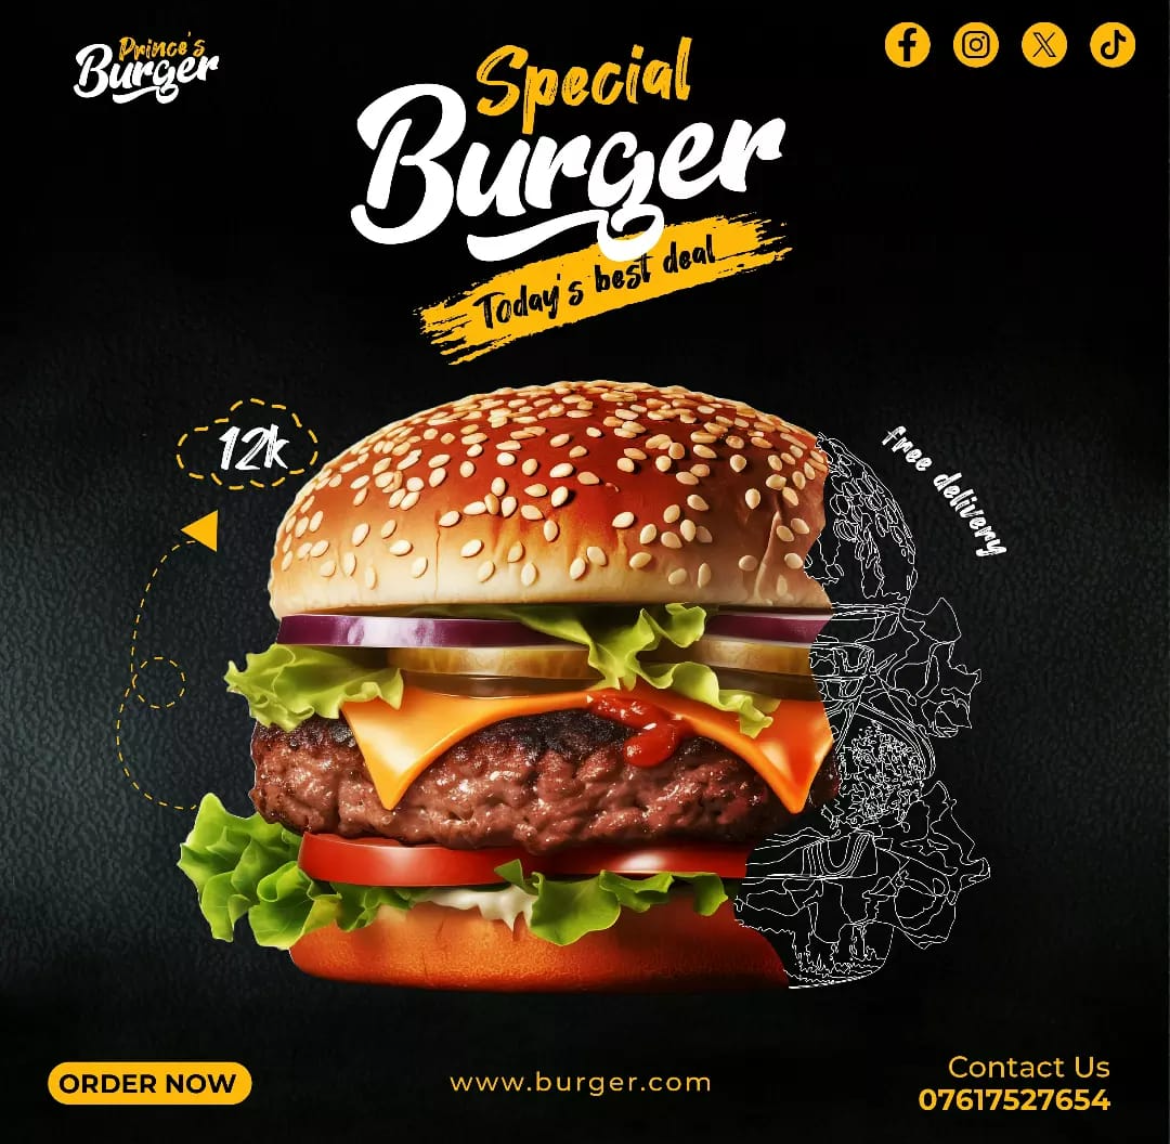 Prince's
Burger
Special
Burger
Today's best deal
12k
free delivery
ORDER NOW
www.burger.com
Contact Us
07617527654